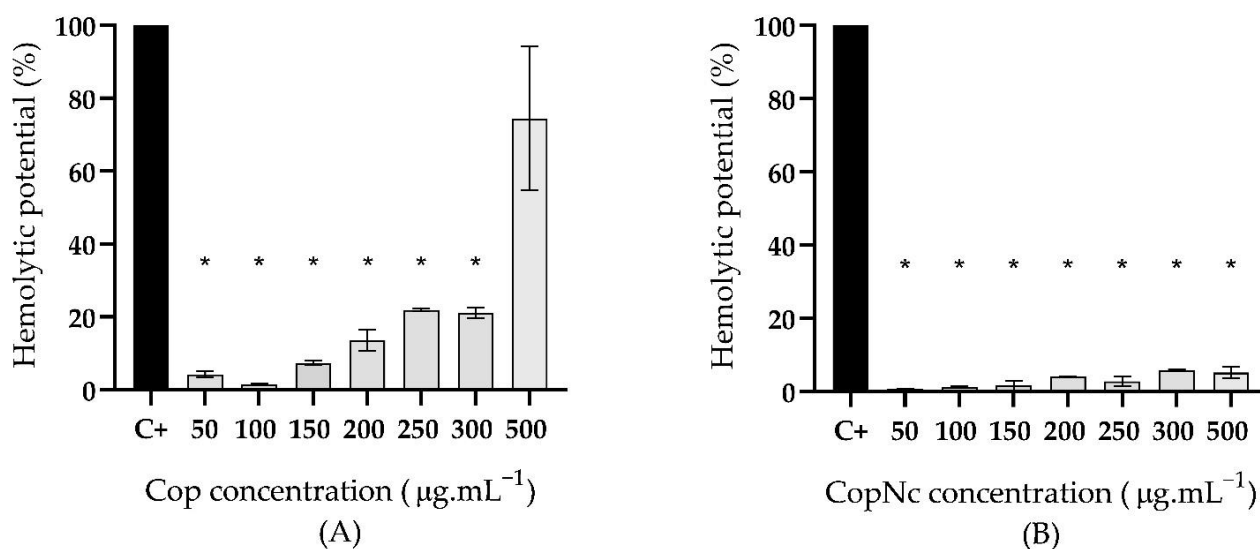 Hemolytic potential (%)
100
80
60
40
20
0
* * * * * *
C+ 50 100 150 200 250 300 500
Cop concentration ( μg.mL⁻¹)
(A)
Hemolytic potential (%)
100
80
60
40
20
0
* * * * * * *
C+ 50 100 150 200 250 300 500
CopNc concentration ( μg.mL⁻¹)
(B)